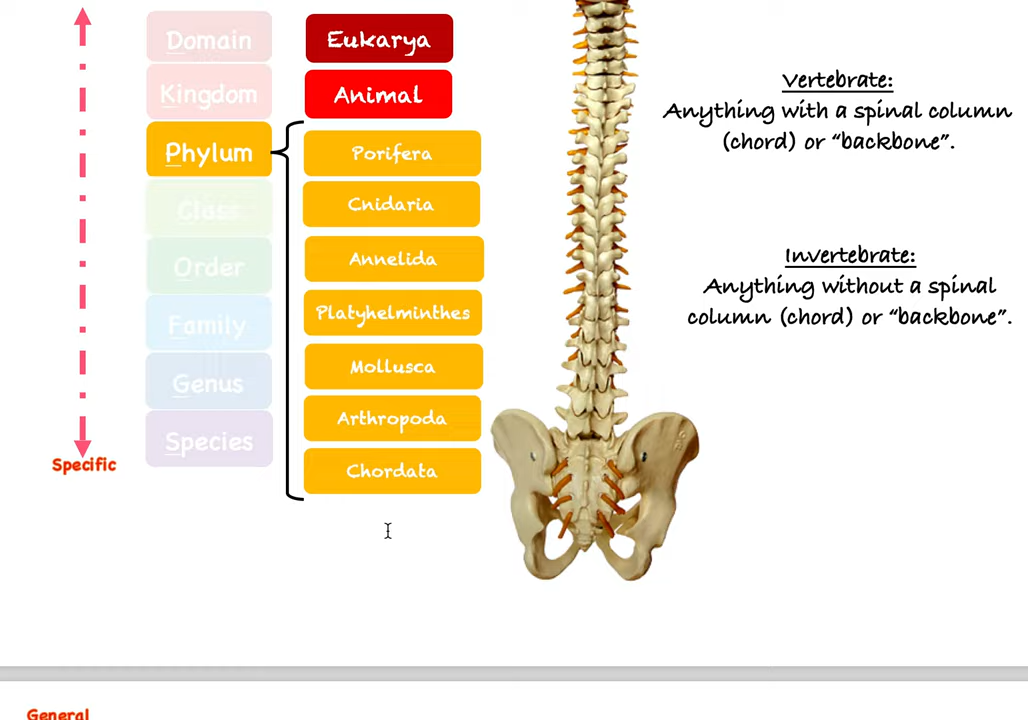 Domain
Kingdom
Phylum
Class
Order
Family
Genus
Species
Specific
Eukarya
Animal
Porifera
Cnidaria
Annelida
Platyhelminthes
Mollusca
Arthropoda
Chordata
Vertebrate:
Anything with a spinal column
(chord) or “backbone”.
Invertebrate:
Anything without a spinal
column (chord) or “backbone”.
General